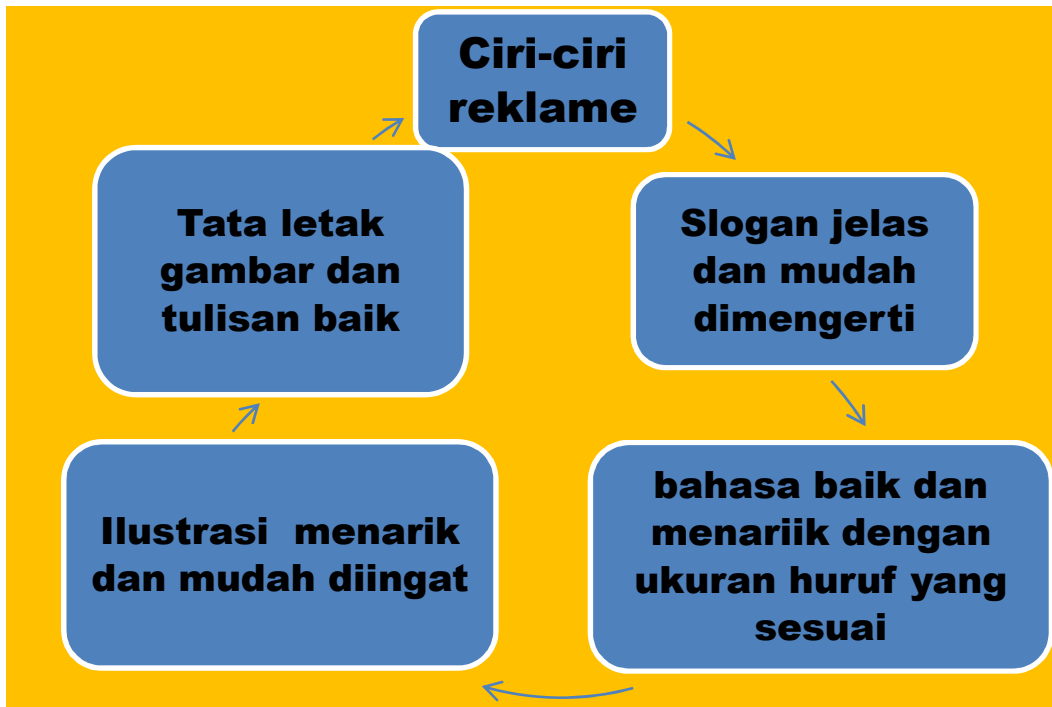 Ciri-ciri
reklame
Slogan jelas
dan mudah
dimengerti
bahasa baik dan
menariik dengan
ukuran huruf yang
sesuai
Ilustrasi  menarik
dan mudah diingat
Tata letak
gambar dan
tulisan baik